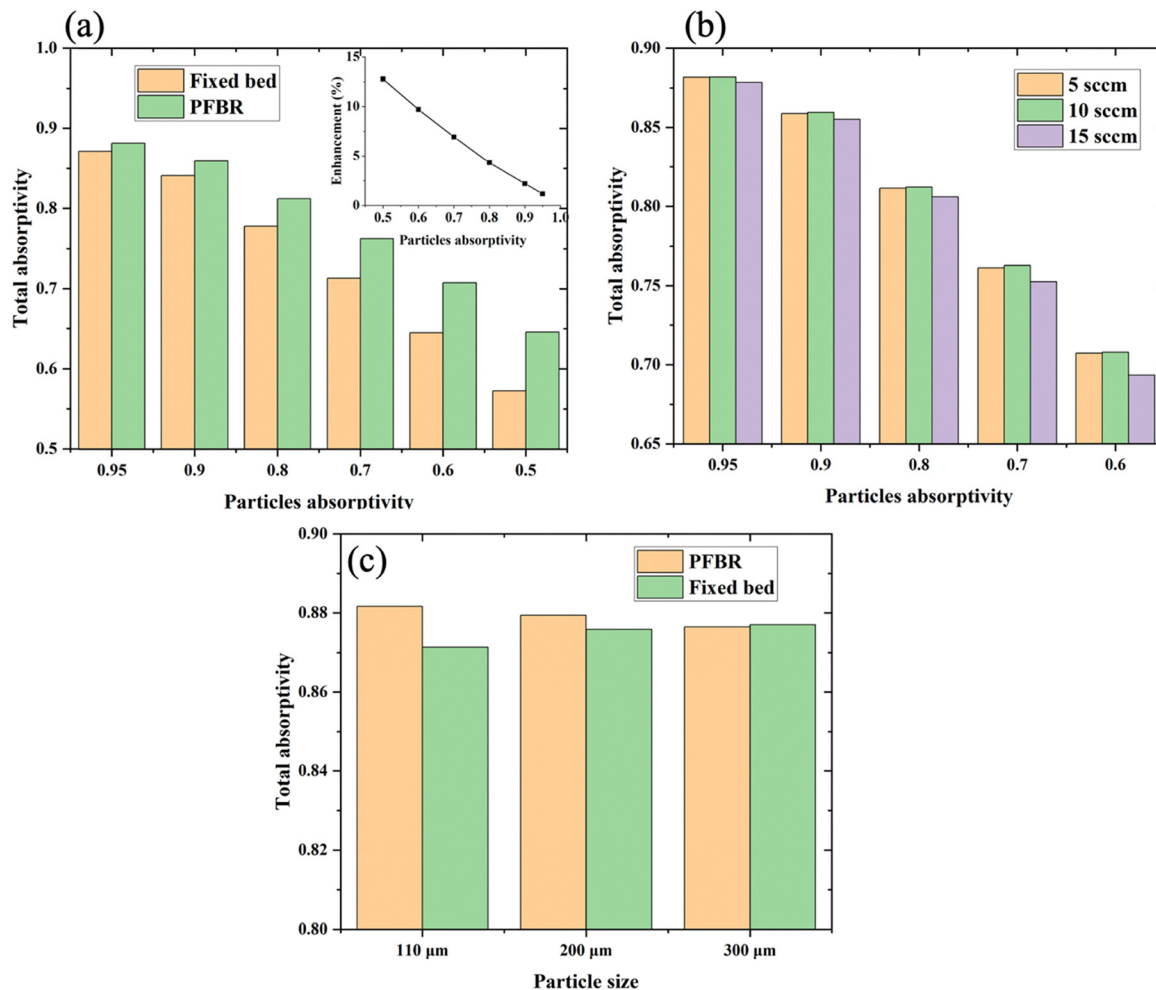 (a)
Fixed bed
PFBR
Total absorptivity
1.0
0.9
0.8
0.7
0.6
0.5
0.95 0.9 0.8 0.7 0.6 0.5
Particles absorptivity
Enhancement (%)
15
10
5
0
0.5 0.6 0.7 0.8 0.9 1.0
Particles absorptivity
(b)
5 sccm
10 sccm
15 sccm
Total absorptivity
0.90
0.85
0.80
0.75
0.70
0.65
0.95 0.9 0.8 0.7 0.6
Particles absorptivity
(c)
PFBR
Fixed bed
Total absorptivity
0.90
0.88
0.86
0.84
0.82
0.80
110 μm 200 μm 300 μm
Particle size